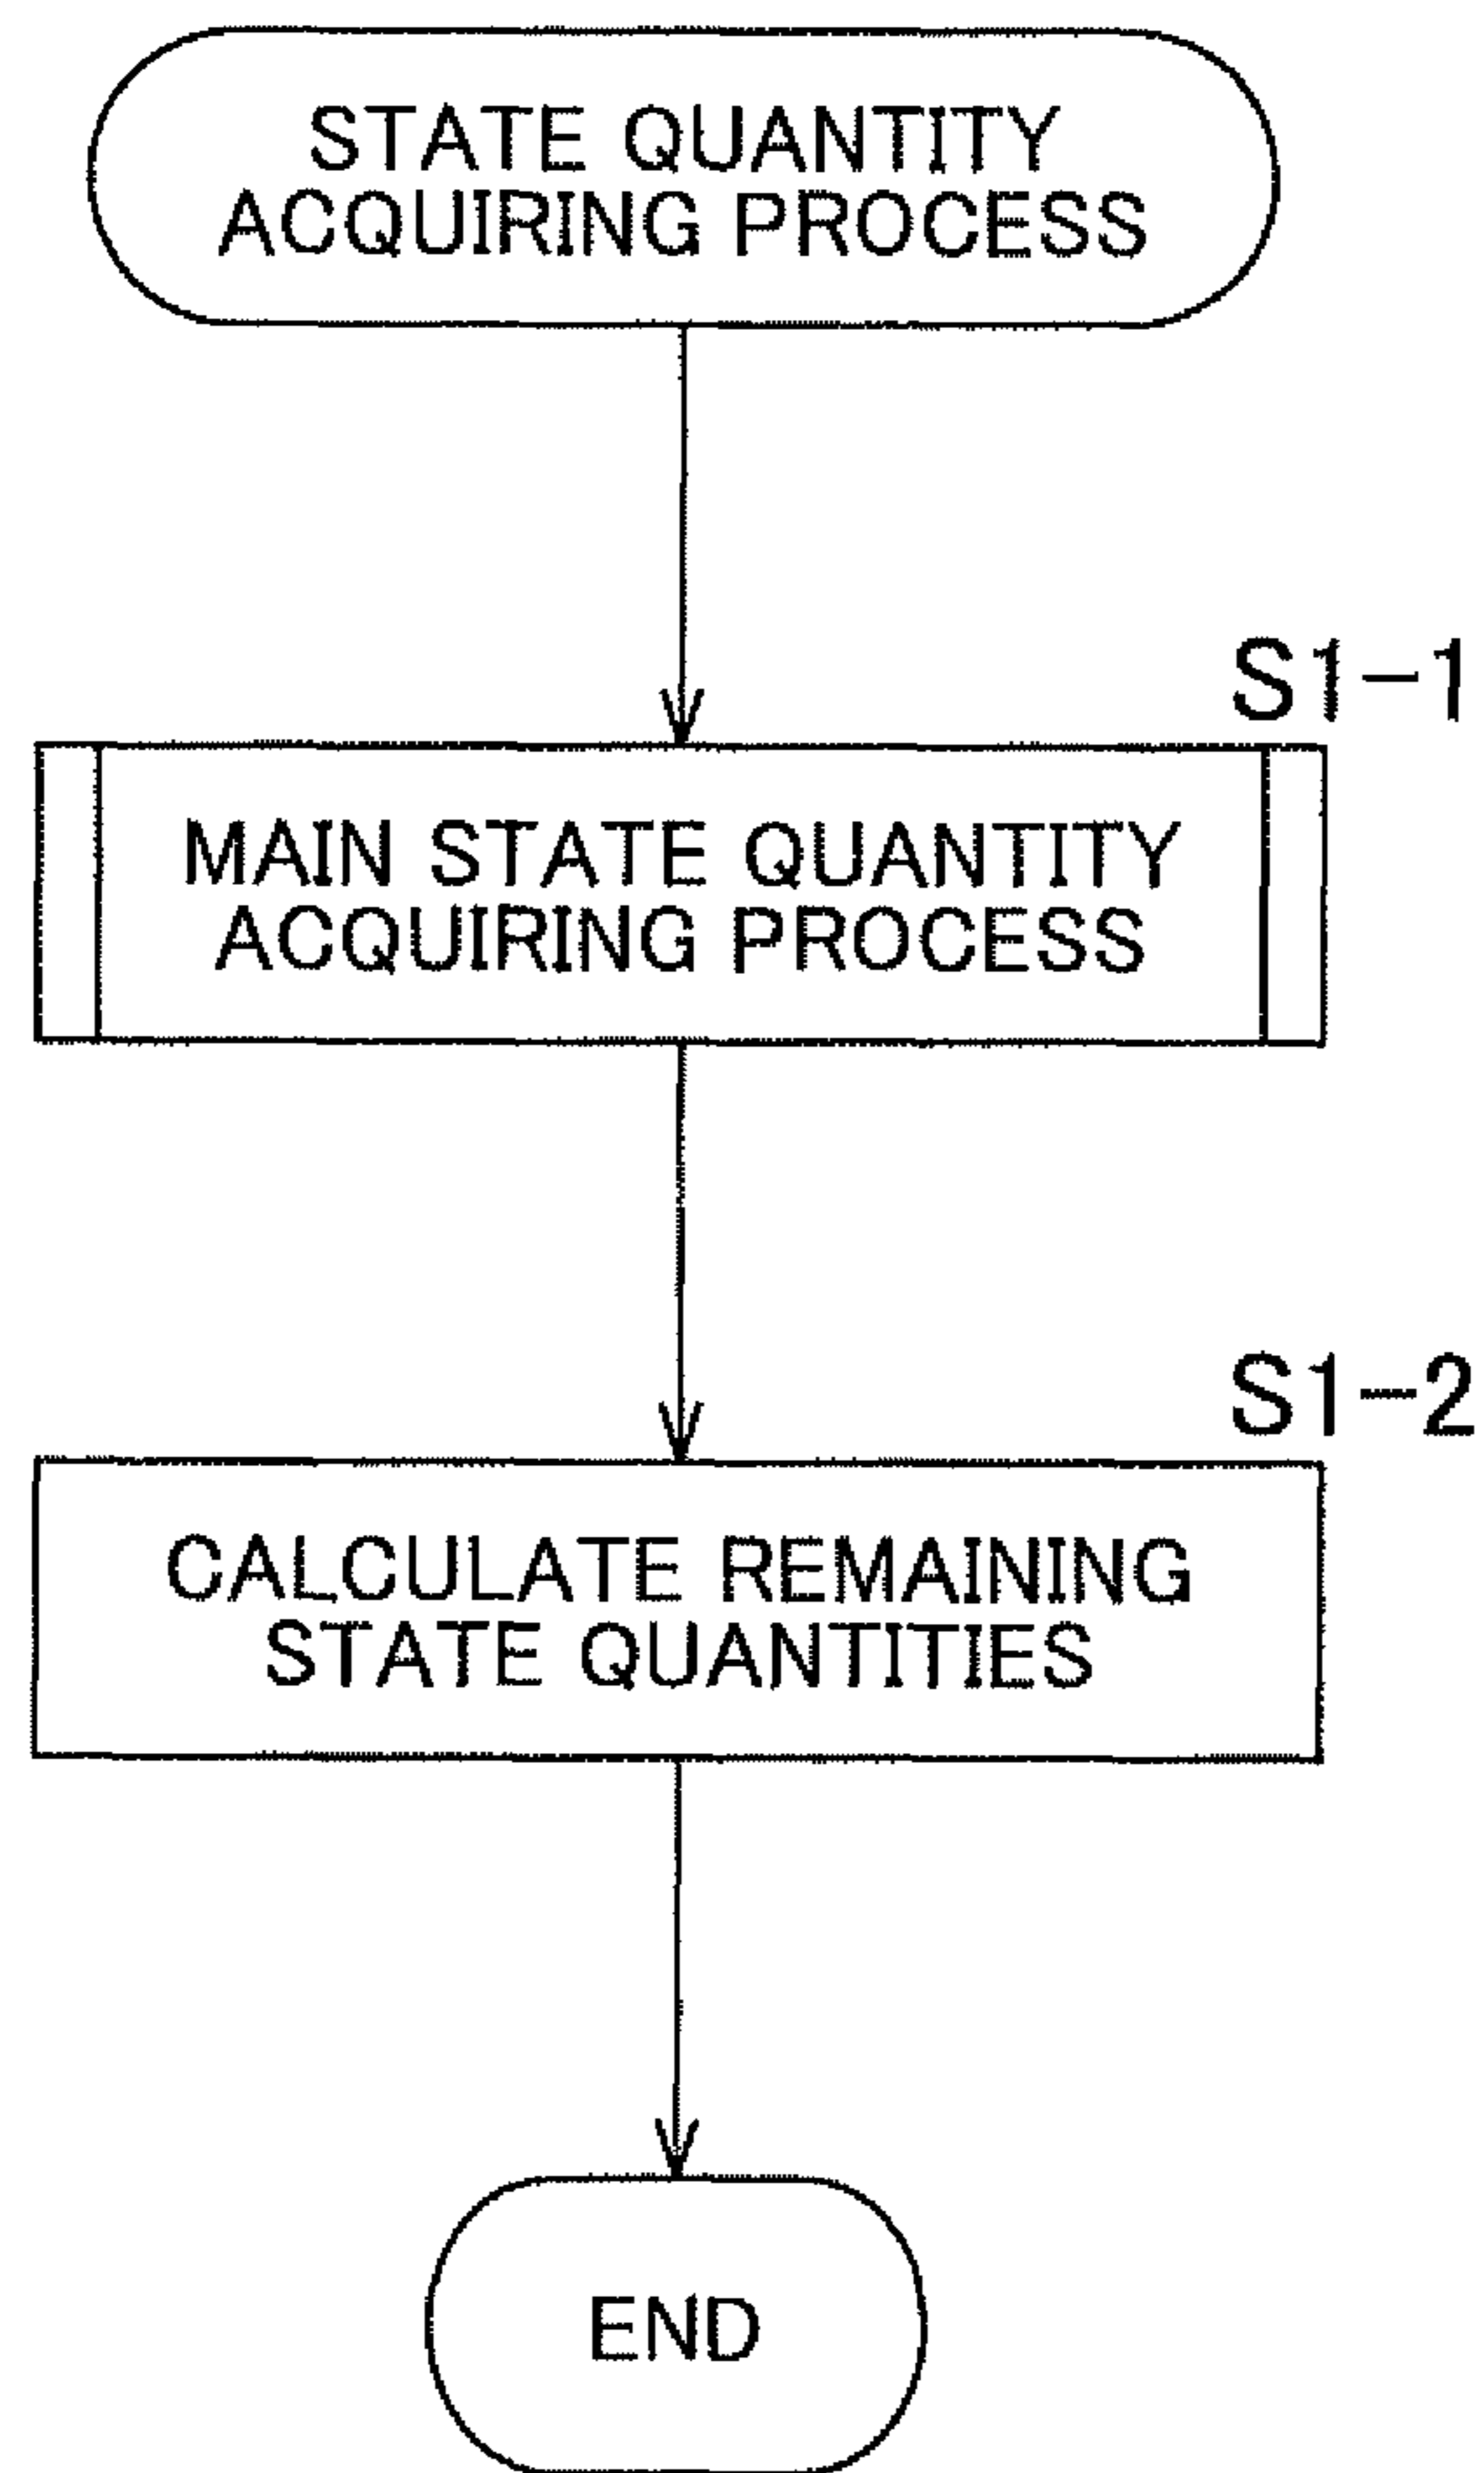 STATE QUANTITY
ACQUIRING PROCESS
S1-1
MAIN STATE QUANTITY
ACQUIRING PROCESS
S1-2
CALCULATE REMAINING
STATE QUANTITIES
END